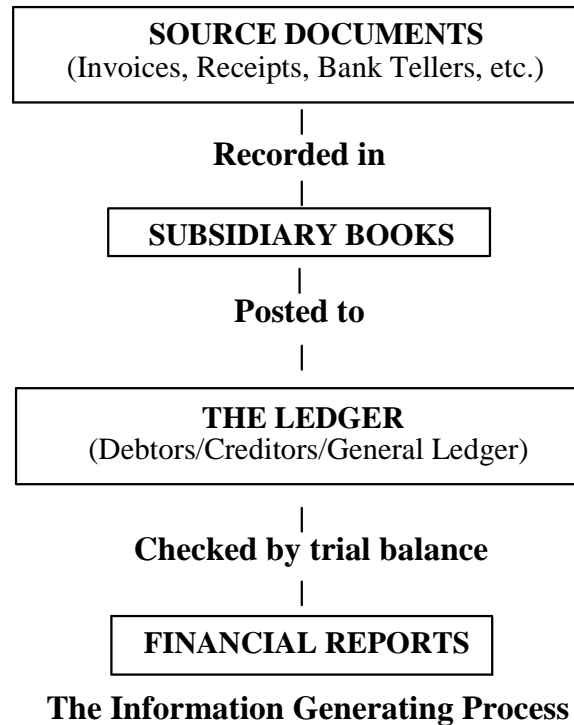 SOURCE DOCUMENTS
(Invoices, Receipts, Bank Tellers, etc.)
Recorded in
SUBSIDIARY BOOKS
Posted to
THE LEDGER
(Debtors/Creditors/General Ledger)
Checked by trial balance
FINANCIAL REPORTS
The Information Generating Process